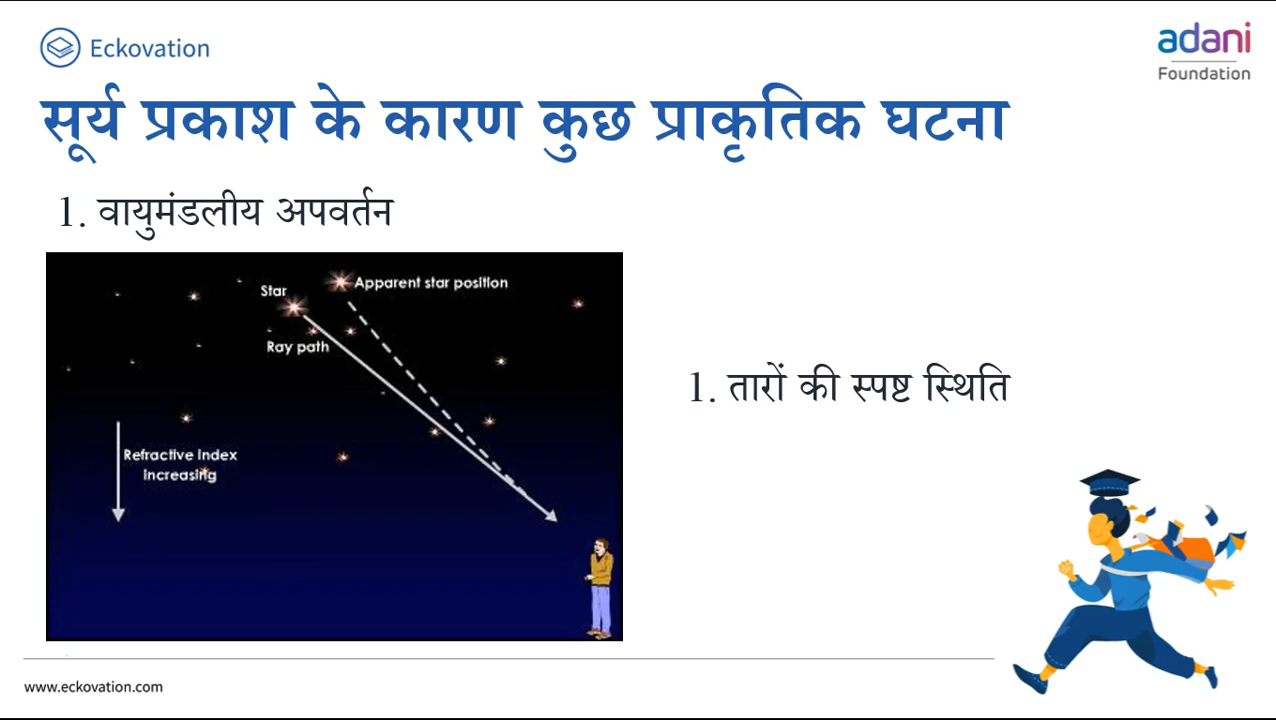 Eckovation
adani
Foundation
सूर्य प्रकाश के कारण कुछ प्राकृतिक घटना
1. वायुमंडलीय अपवर्तन
Star
Apparent star position
Ray path
Refractive index
increasing
1. तारों की स्पष्ट स्थिति
www.eckovation.com